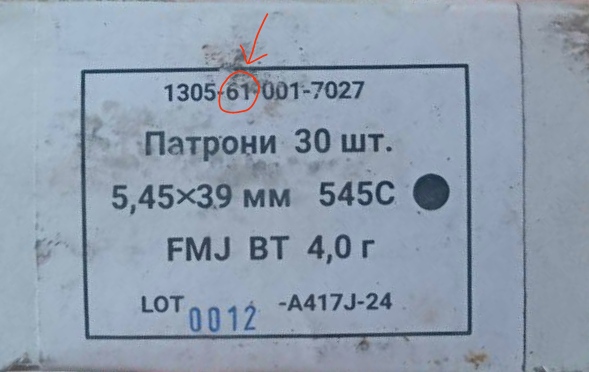 1305-61-001-7027
Патрони 30 шт.
5,45×39 мм 545С
FMJ BT 4,0 г
LOT 0012 -A417J-24